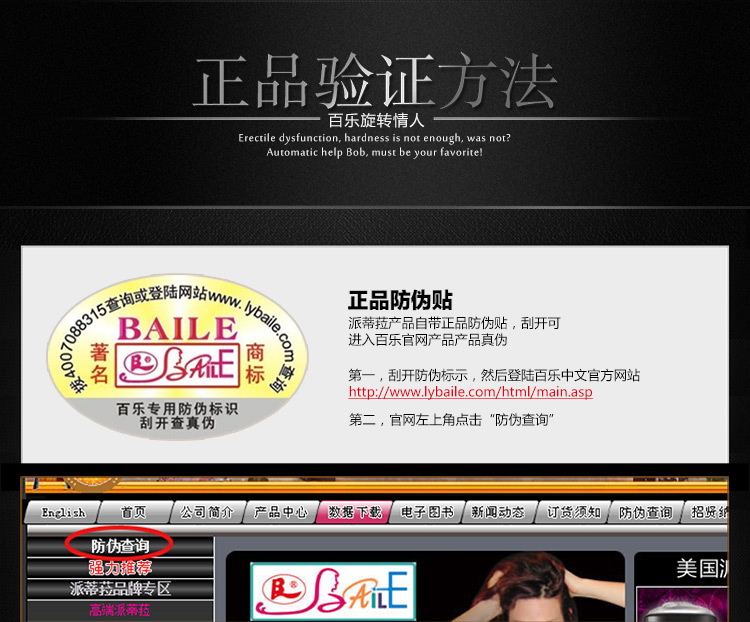 正品验证方法
百乐旋转情人
Erectile dysfunction, hardness is not enough, was not?
Automatic help Bob, must be your favorite!
拨4007088315查询或登陆网站www.lybaile.com查询
BAILE
著名 商标
R BAiLE
百乐专用防伪标识
刮开查真伪
正品防伪贴
派蒂菈产品自带正品防伪贴，刮开可
进入百乐官网产品产真伪
第一，刮开防伪标示，然后登陆百乐中文官方网站
http://www.lybaile.com/html/main.asp
第二，官网左上角点击“防伪查询”
English 首页 公司简介 产品中心 数据下载 电子图书 新闻动态 订货须知 防伪查询 招贤纳
防伪查询
强力推荐
派蒂菈品牌专区
高端派蒂菈
R BAiLE
美国派